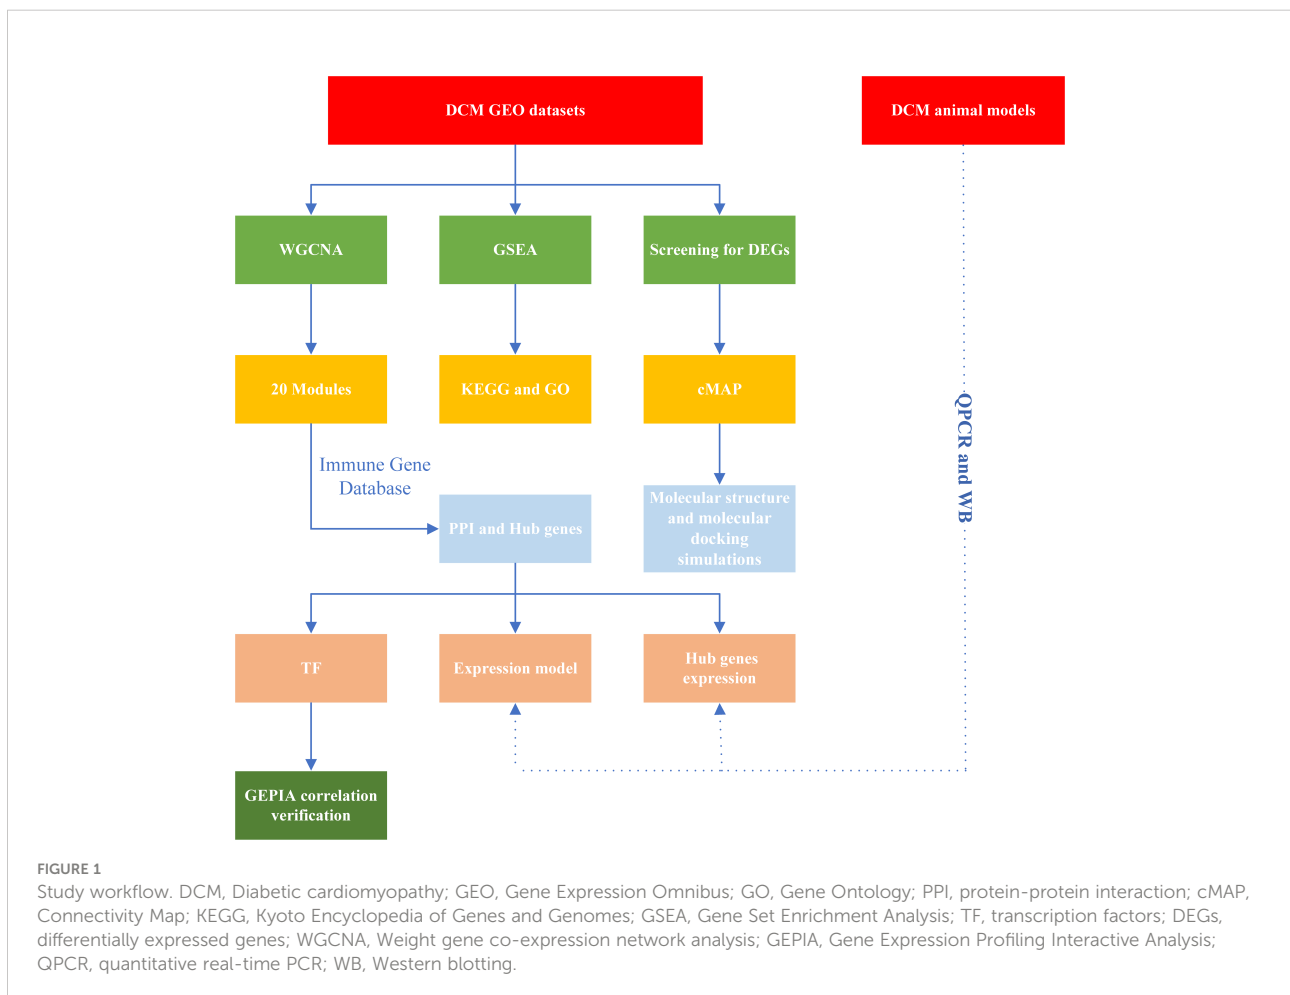 DCM GEO datasets
DCM animal models
WGCNA
GSEA
Screening for DEGs
20 Modules
KEGG and GO
cMAP
QPCR and WB
Immune Gene
Database
PPI and Hub genes
Molecular structure
and molecular
docking
simulations
TF
Expression model
Hub genes
expression
GEPIA correlation
verification
FIGURE 1
Study workflow. DCM, Diabetic cardiomyopathy; GEO, Gene Expression Omnibus; GO, Gene Ontology; PPI, protein-protein interaction; cMAP,
Connectivity Map; KEGG, Kyoto Encyclopedia of Genes and Genomes; GSEA, Gene Set Enrichment Analysis; TF, transcription factors; DEGs,
differentially expressed genes; WGCNA, Weight gene co-expression network analysis; GEPIA, Gene Expression Profiling Interactive Analysis;
QPCR, quantitative real-time PCR; WB, Western blotting.